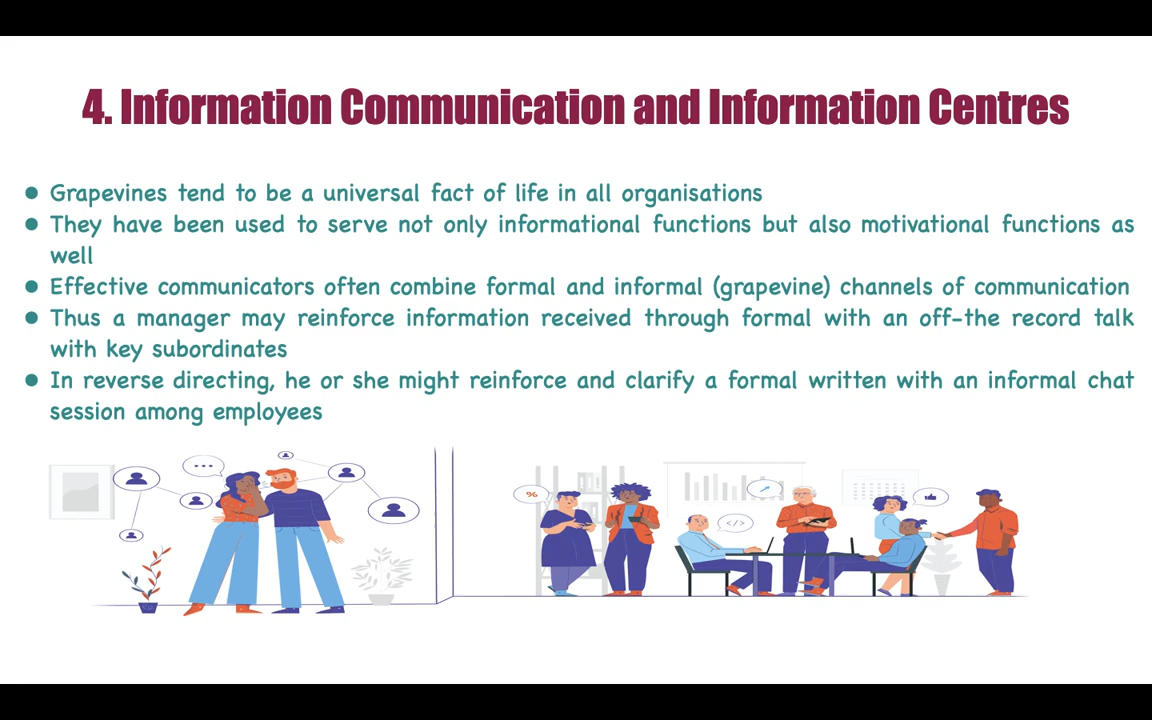 4. Information Communication and Information Centres
● Grapevines tend to be a universal fact of life in all organisations
● They have been used to serve not only informational functions but also motivational functions as
well
● Effective communicators often combine formal and informal (grapevine) channels of communication
● Thus a manager may reinforce information received through formal with an off-the record talk
with key subordinates
● In reverse directing, he or she might reinforce and clarify a formal written with an informal chat
session among employees
%
</>